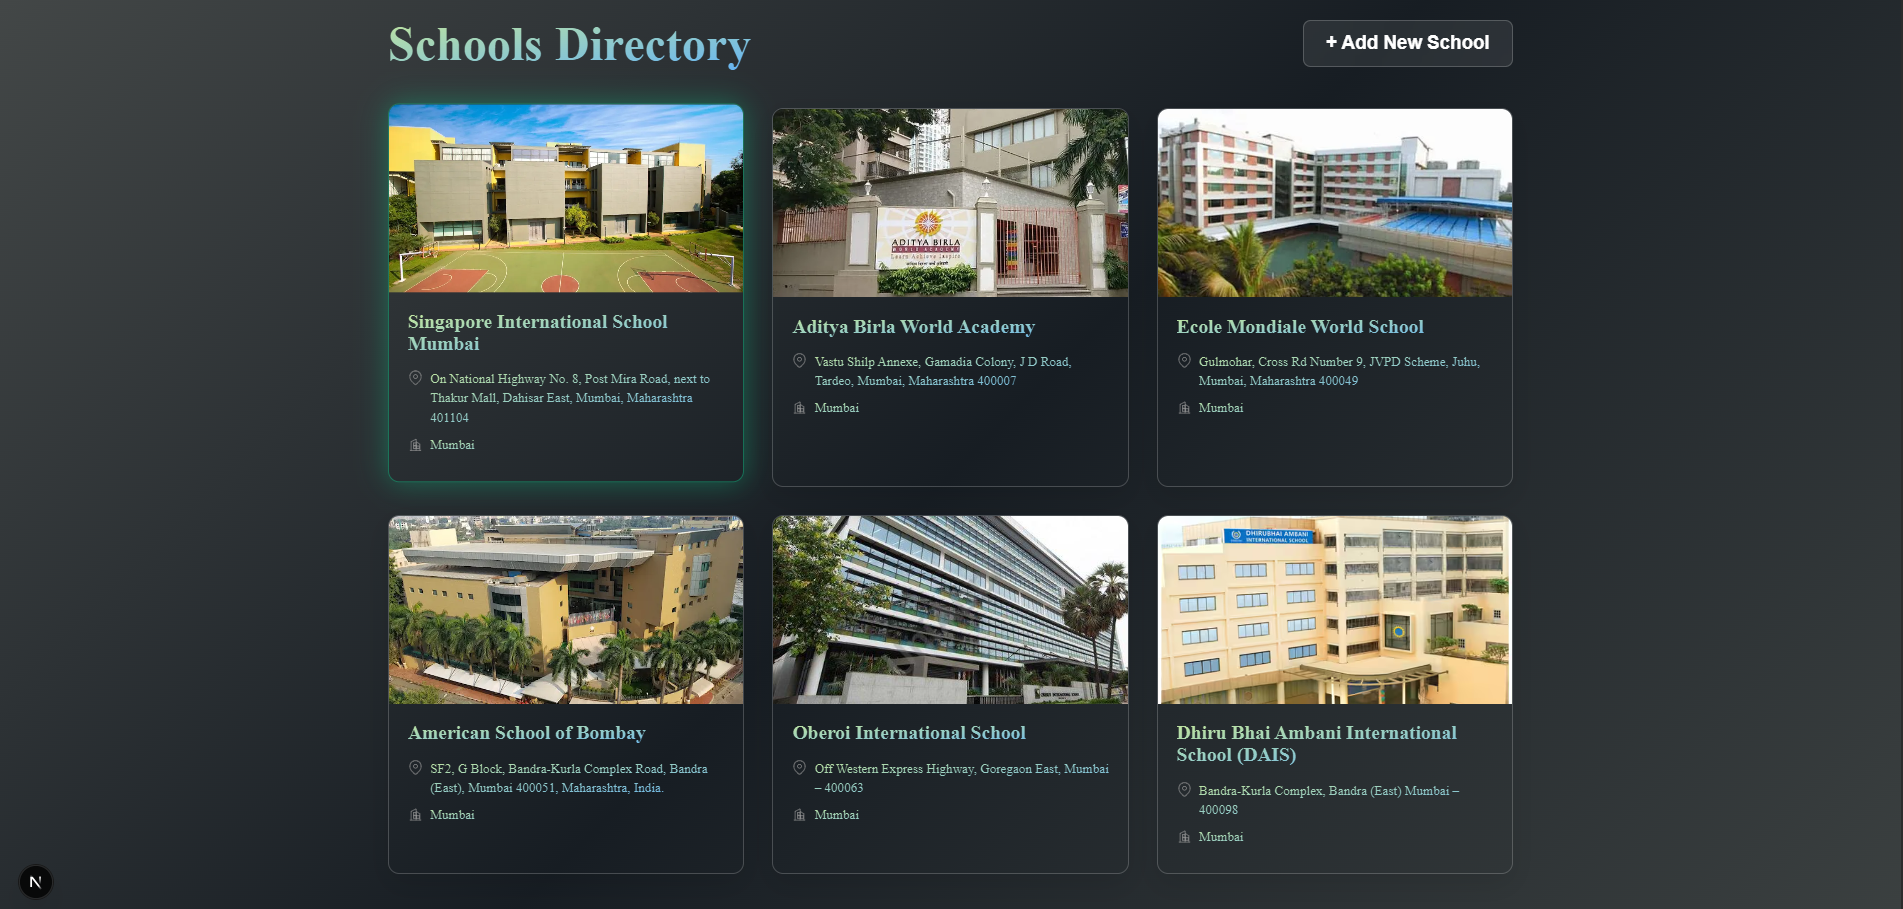 Schools Directory
+ Add New School
ADITYA BIRLA
WORLD ACADEMY
Learn Achieve Inspire
Singapore International School
Mumbai
On National Highway No. 8, Post Mira Road, next to
Thakur Mall, Dahisar East, Mumbai, Maharashtra
401104
Mumbai
Aditya Birla World Academy
Vastu Shilp Annexe, Gamadia Colony, J D Road,
Tardeo, Mumbai, Maharashtra 400007
Mumbai
Ecole Mondiale World School
Gulmohar, Cross Rd Number 9, JVPD Scheme, Juhu,
Mumbai, Maharashtra 400049
Mumbai
DHIRUBHAI AMBANI
INTERNATIONAL SCHOOL
American School of Bombay
SF2, G Block, Bandra-Kurla Complex Road, Bandra
(East), Mumbai 400051, Maharashtra, India.
Mumbai
Oberoi International School
Off Western Express Highway, Goregaon East, Mumbai
– 400063
Mumbai
Dhiru Bhai Ambani International
School (DAIS)
Bandra-Kurla Complex, Bandra (East) Mumbai –
400098
Mumbai
N